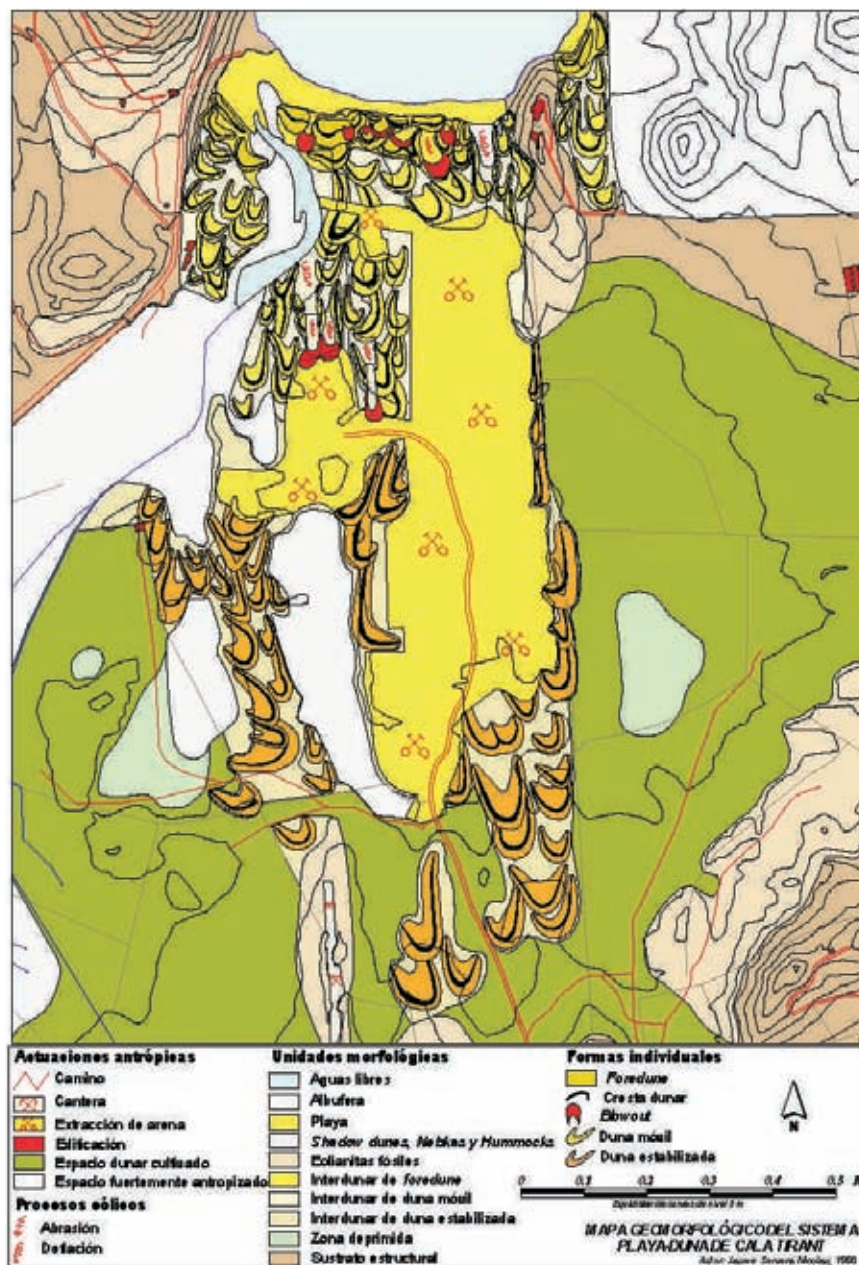 Actuaciones antrópicas
Camino
Cantera
Extracción de arena
Edificación
Espacio dunar cultivado
Espacio fuertemente antropizado
Procesos eólicos
Abrasión
Deflación
Unidades morfológicas
Aguas libres
Albufera
Playa
Shadow dunes, Nebkas y Hummocks
Eolianitas fósiles
Interdunar de foredune
Interdunar de duna móvil
Interdunar de duna estabilizada
Zona deprimida
Sustrato estructural
Formas individuales
Foredune
Cresta dunar
Blowout
Duna móvil
Duna estabilizada
N
0 0.1 0.2 0.3 0.4 0.5
MAPA GEOMORFOLÓGICO DEL SISTEMA
PLAYA-DUNA DE CALA TIRANT